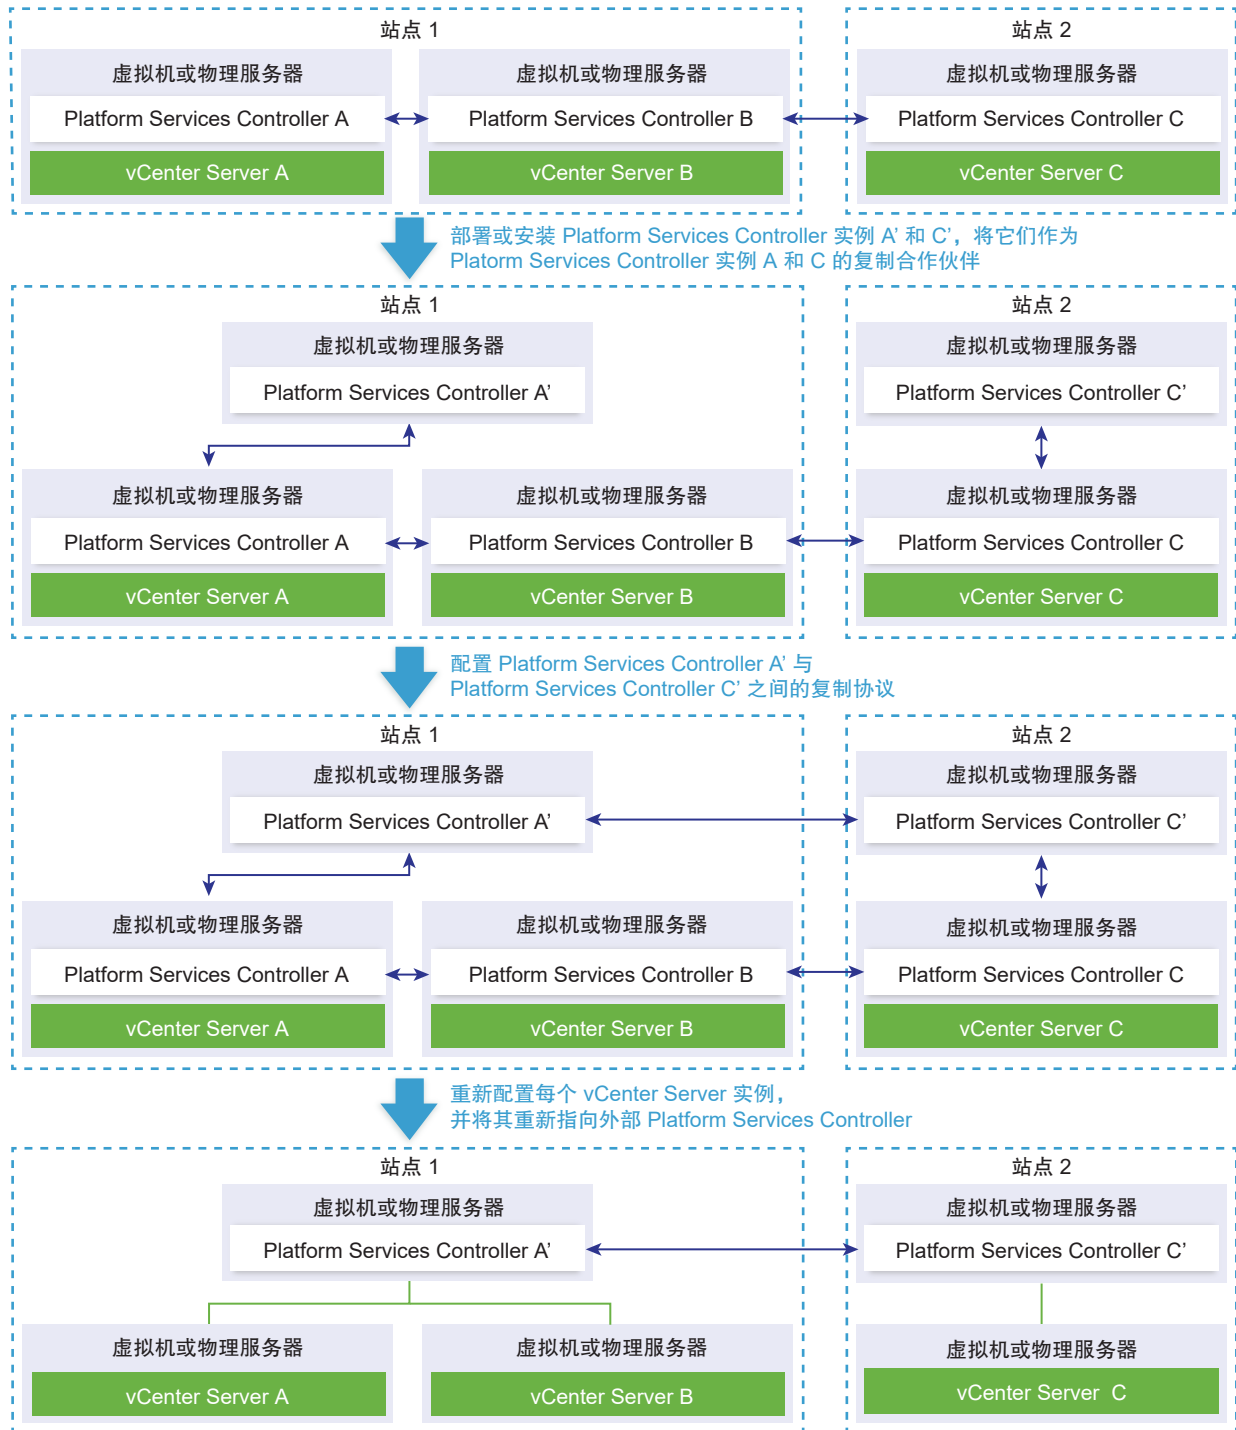 站点 1
站点 2
虚拟机或物理服务器
虚拟机或物理服务器
虚拟机或物理服务器
Platform Services Controller A
Platform Services Controller B
Platform Services Controller C
vCenter Server A
vCenter Server B
vCenter Server C
部署或安装 Platform Services Controller 实例 A’ 和 C’，将它们作为
Platorm Services Controller 实例 A 和 C 的复制合作伙伴
站点 1
站点 2
虚拟机或物理服务器
虚拟机或物理服务器
Platform Services Controller A’
Platform Services Controller C’
虚拟机或物理服务器
虚拟机或物理服务器
虚拟机或物理服务器
Platform Services Controller A
Platform Services Controller B
Platform Services Controller C
vCenter Server A
vCenter Server B
vCenter Server C
配置 Platform Services Controller A’ 与
Platform Services Controller C’ 之间的复制协议
站点 1
站点 2
虚拟机或物理服务器
虚拟机或物理服务器
Platform Services Controller A’
Platform Services Controller C’
虚拟机或物理服务器
虚拟机或物理服务器
虚拟机或物理服务器
Platform Services Controller A
Platform Services Controller B
Platform Services Controller C
vCenter Server A
vCenter Server B
vCenter Server C
重新配置每个 vCenter Server 实例，
并将其重新指向外部 Platform Services Controller
站点 1
站点 2
虚拟机或物理服务器
虚拟机或物理服务器
Platform Services Controller A’
Platform Services Controller C’
虚拟机或物理服务器
虚拟机或物理服务器
虚拟机或物理服务器
vCenter Server A
vCenter Server B
vCenter Server C